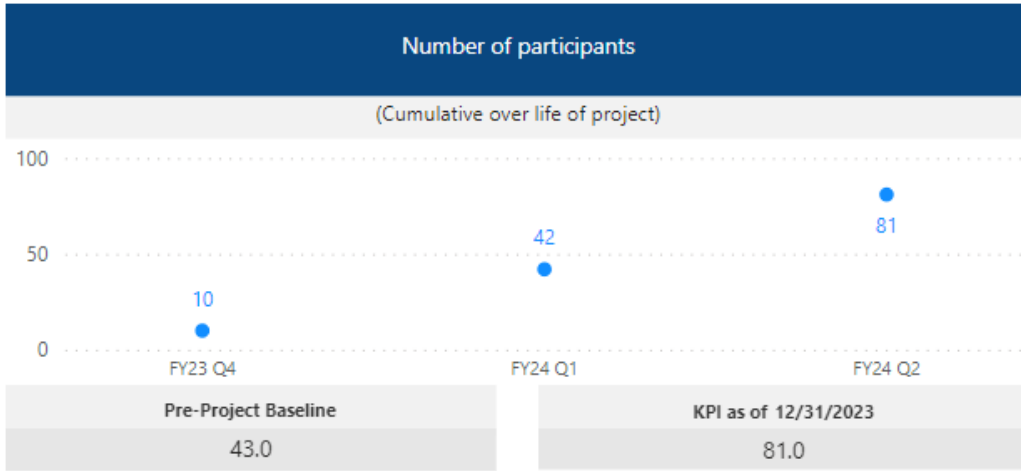 Number of participants
(Cumulative over life of project)
100
81
42
50
10
0
FY23 Q4 FY24 Q1 FY24 Q2
Pre-Project Baseline KPI as of 12/31/2023
43.0 81.0